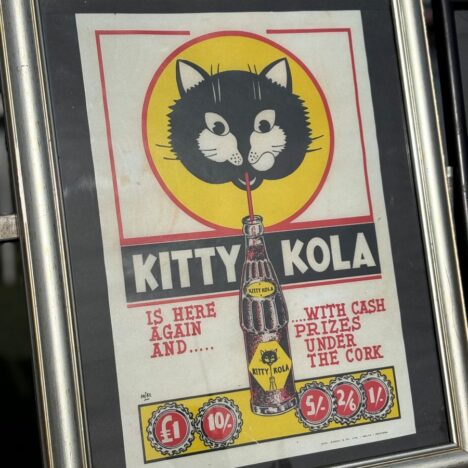 KITTY KOLA
KITTY KOLA
IS HERE
AGAIN
AND.....
....WITH CASH
PRIZES
UNDER
THE CORK
KITTY KOLA
£1
10/-
5/-
2/6
1/-